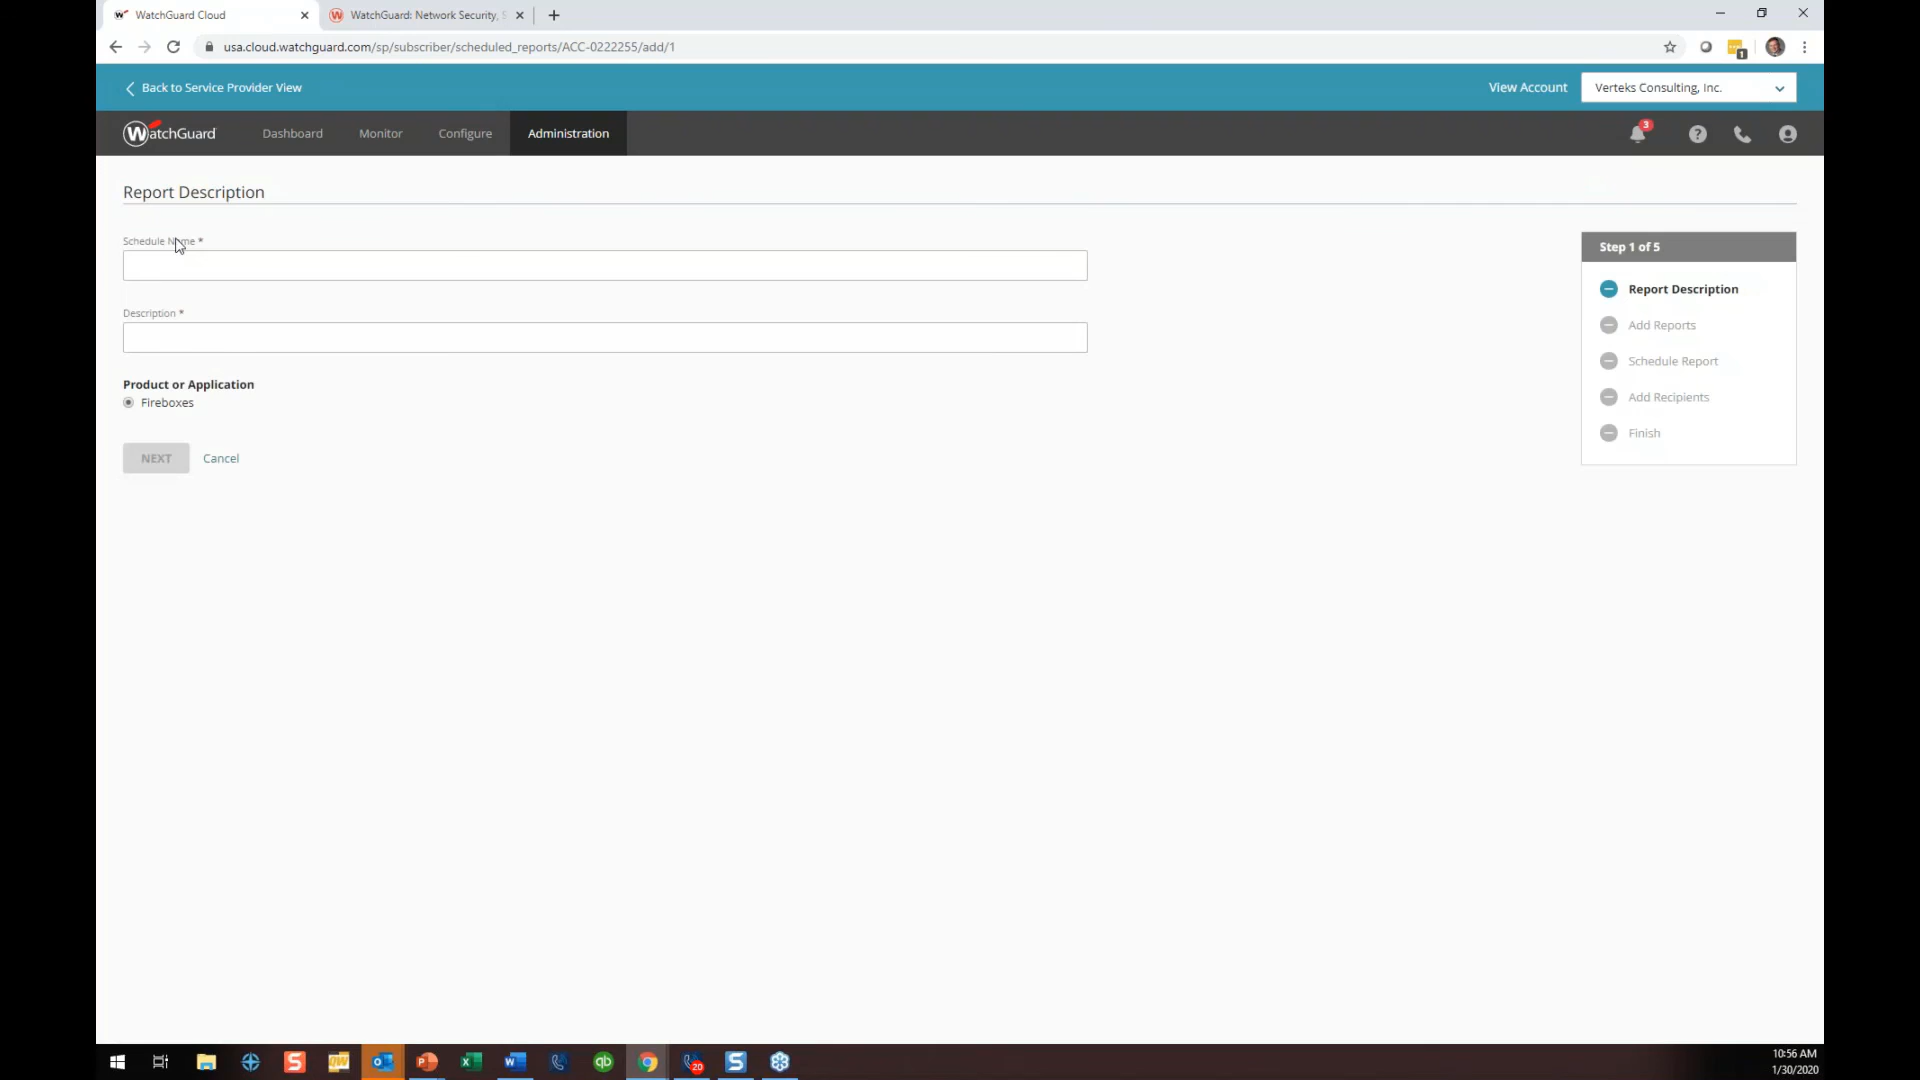 WatchGuard Cloud
WatchGuard: Network Security, S
usa.cloud.watchguard.com/sp/subscriber/scheduled_reports/ACC-0222255/add/1
1
Back to Service Provider View
View Account
Verteks Consulting, Inc.
WatchGuard
Dashboard
Monitor
Configure
Administration
3
Report Description
Schedule Name *
Step 1 of 5
Report Description
Description *
Add Reports
Schedule Report
Product or Application
Fireboxes
Add Recipients
Finish
NEXT
Cancel
20
10:56 AM
1/30/2020